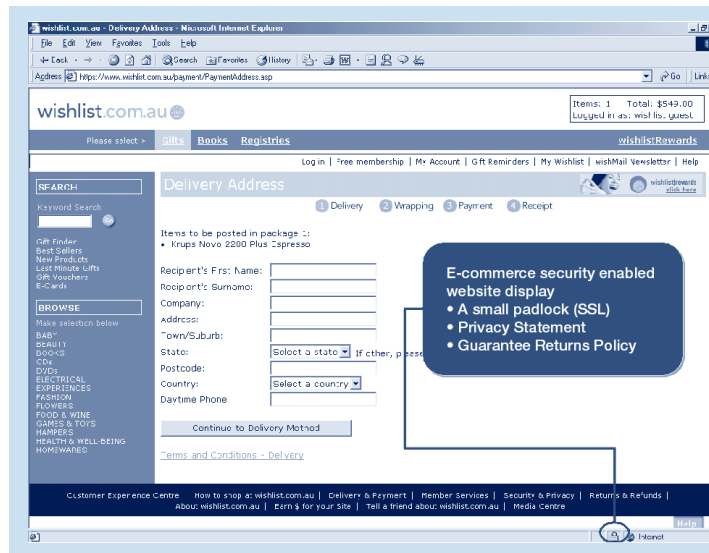 wishlist.com.au - Delivery Address - Microsoft Internet Explorer
File Edit View Favorites Tools Help
Back Search Favorites History
Address https://www.wishlist.com.au/payment/PaymentAddress.asp Go Links
wishlist.com.au
Items: 1 Total: $549.00
Logged in as: wishlist guest
Please select > Gifts Books Registries wishlistRewards
Log in | Free membership | My Account | Gift Reminders | My Wishlist | wishMail Newsletter | Help
SEARCH
Keyword Search
Gift Finder
Best Sellers
New Products
Last Minute Gifts
Gift Vouchers
E-Cards
BROWSE
Make selection below
BABY
BEAUTY
BOOKS
CDs
DVDs
ELECTRICAL
EXPERIENCES
FASHION
FLOWERS
FOOD & WINE
GAMES & TOYS
HAMPERS
HEALTH & WELL-BEING
HOMEWARES
Delivery Address
wishlistrewards
click here
1 Delivery 2 Wrapping 3 Payment 4 Receipt
Items to be posted in package 1:
• Krups Novo 2200 Plus Espresso
Recipient's First Name:
Recipient's Surname:
Company:
Address:
Town/Suburb:
State: Select a state If other, please
Postcode:
Country: Select a country
Daytime Phone
Continue to Delivery Method
Terms and Conditions - Delivery
E-commerce security enabled
website display
• A small padlock (SSL)
• Privacy Statement
• Guarantee Returns Policy
Customer Experience Centre How to shop at wishlist.com.au | Delivery & Payment | Member Services | Security & Privacy | Returns & Refunds |
About wishlist.com.au | Earn $ for your Site | Tell a friend about wishlist.com.au | Media Centre
Help
Internet